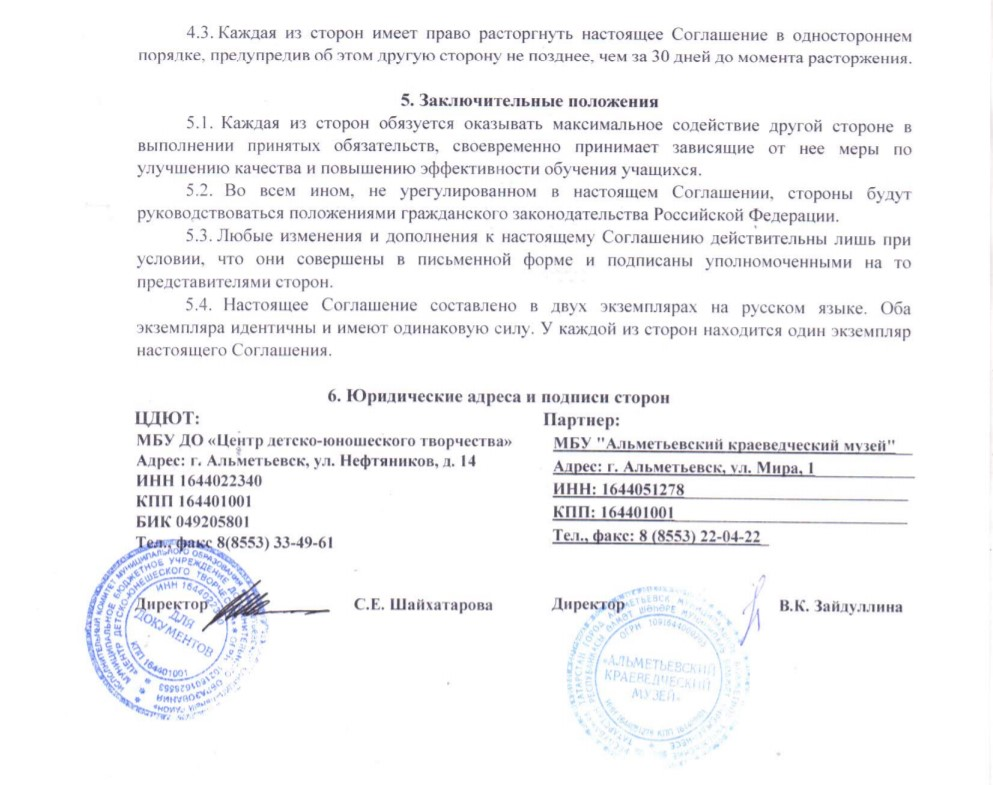 4.3. Каждая из сторон имеет право расторгнуть настоящее Соглашение в одностороннем
порядке, предупредив об этом другую сторону не позднее, чем за 30 дней до момента расторжения.
5. Заключительные положения
5.1. Каждая из сторон обязуется оказывать максимальное содействие другой стороне в
выполнении принятых обязательств, своевременно принимает зависящие от нее меры по
улучшению качества и повышению эффективности обучения учащихся.
5.2. Во всем ином, не урегулированном в настоящем Соглашении, стороны будут
руководствоваться положениями гражданского законодательства Российской Федерации.
5.3. Любые изменения и дополнения к настоящему Соглашению действительны лишь при
условии, что они совершены в письменной форме и подписаны уполномоченными на то
представителями сторон.
5.4. Настоящее Соглашение составлено в двух экземплярах на русском языке. Оба
экземпляра идентичны и имеют одинаковую силу. У каждой из сторон находится один экземпляр
настоящего Соглашения.
6. Юридические адреса и подписи сторон
ЦДЮТ:
МБУ ДО «Центр детско-юношеского творчества»
Адрес: г. Альметьевск, ул. Нефтяников, д. 14
ИНН 1644022340
КПП 164401001
БИК 049205801
Тел., факс 8(8553) 33-49-61
Директор С.Е. Шайхатарова
ДЛЯ
ДОКУМЕНТОВ
КПП 164401001
Партнер:
МБУ "Альметьевский краеведческий музей"
Адрес: г. Альметьевск, ул. Мира, 1
ИНН: 1644051278
КПП: 164401001
Тел., факс: 8 (8553) 22-04-22
Директор В.К. Зайдуллина
«АЛЬМЕТЬЕВСКИЙ
КРАЕВЕДЧЕСКИЙ
МУЗЕЙ»